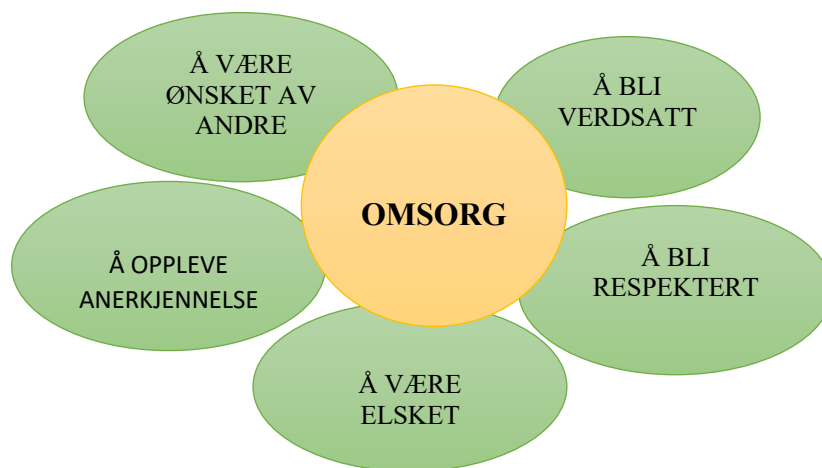 Å VÆRE
ØNSKET AV
ANDRE
Å BLI
VERDSATT
OMSORG
Å OPPLEVE
ANERKJENNELSE
Å BLI
RESPEKTERT
Å VÆRE
ELSKET